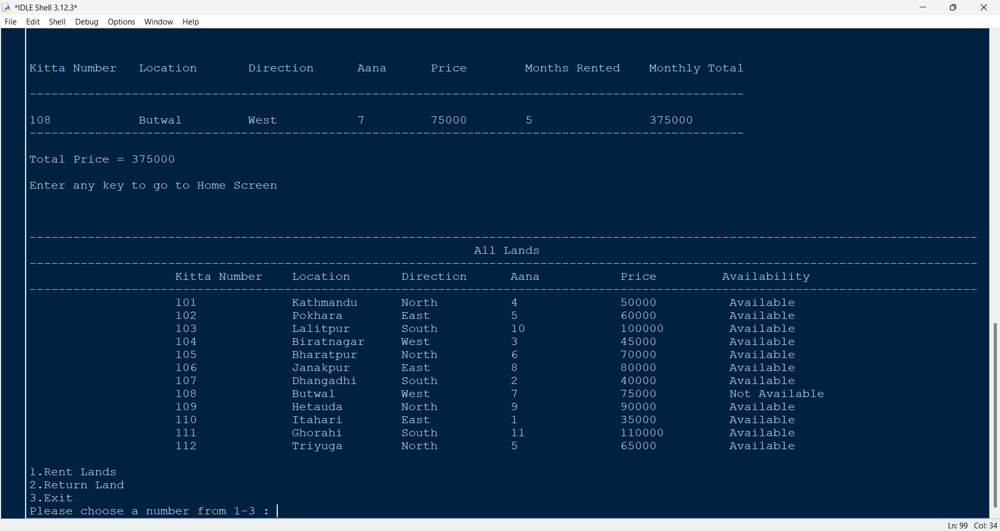 *IDLE Shell 3.12.3*
File Edit Shell Debug Options Window Help
Kitta Number Location Direction Aana Price Months Rented Monthly Total
108 Butwal West 7 75000 5 375000
Total Price = 375000
Enter any key to go to Home Screen
All Lands
Kitta Number Location Direction Aana Price Availability
101 Kathmandu North 4 50000 Available
102 Pokhara East 5 60000 Available
103 Lalitpur South 10 100000 Available
104 Biratnagar West 3 45000 Available
105 Bharatpur North 6 70000 Available
106 Janakpur East 8 80000 Available
107 Dhangadhi South 2 40000 Available
108 Butwal West 7 75000 Not Available
109 Hetauda North 9 90000 Available
110 Itahari East 1 35000 Available
111 Ghorahi South 11 110000 Available
112 Triyuga North 5 65000 Available
1.Rent Lands
2.Return Land
3.Exit
Please choose a number from 1-3 :
Ln: 99 Col: 34